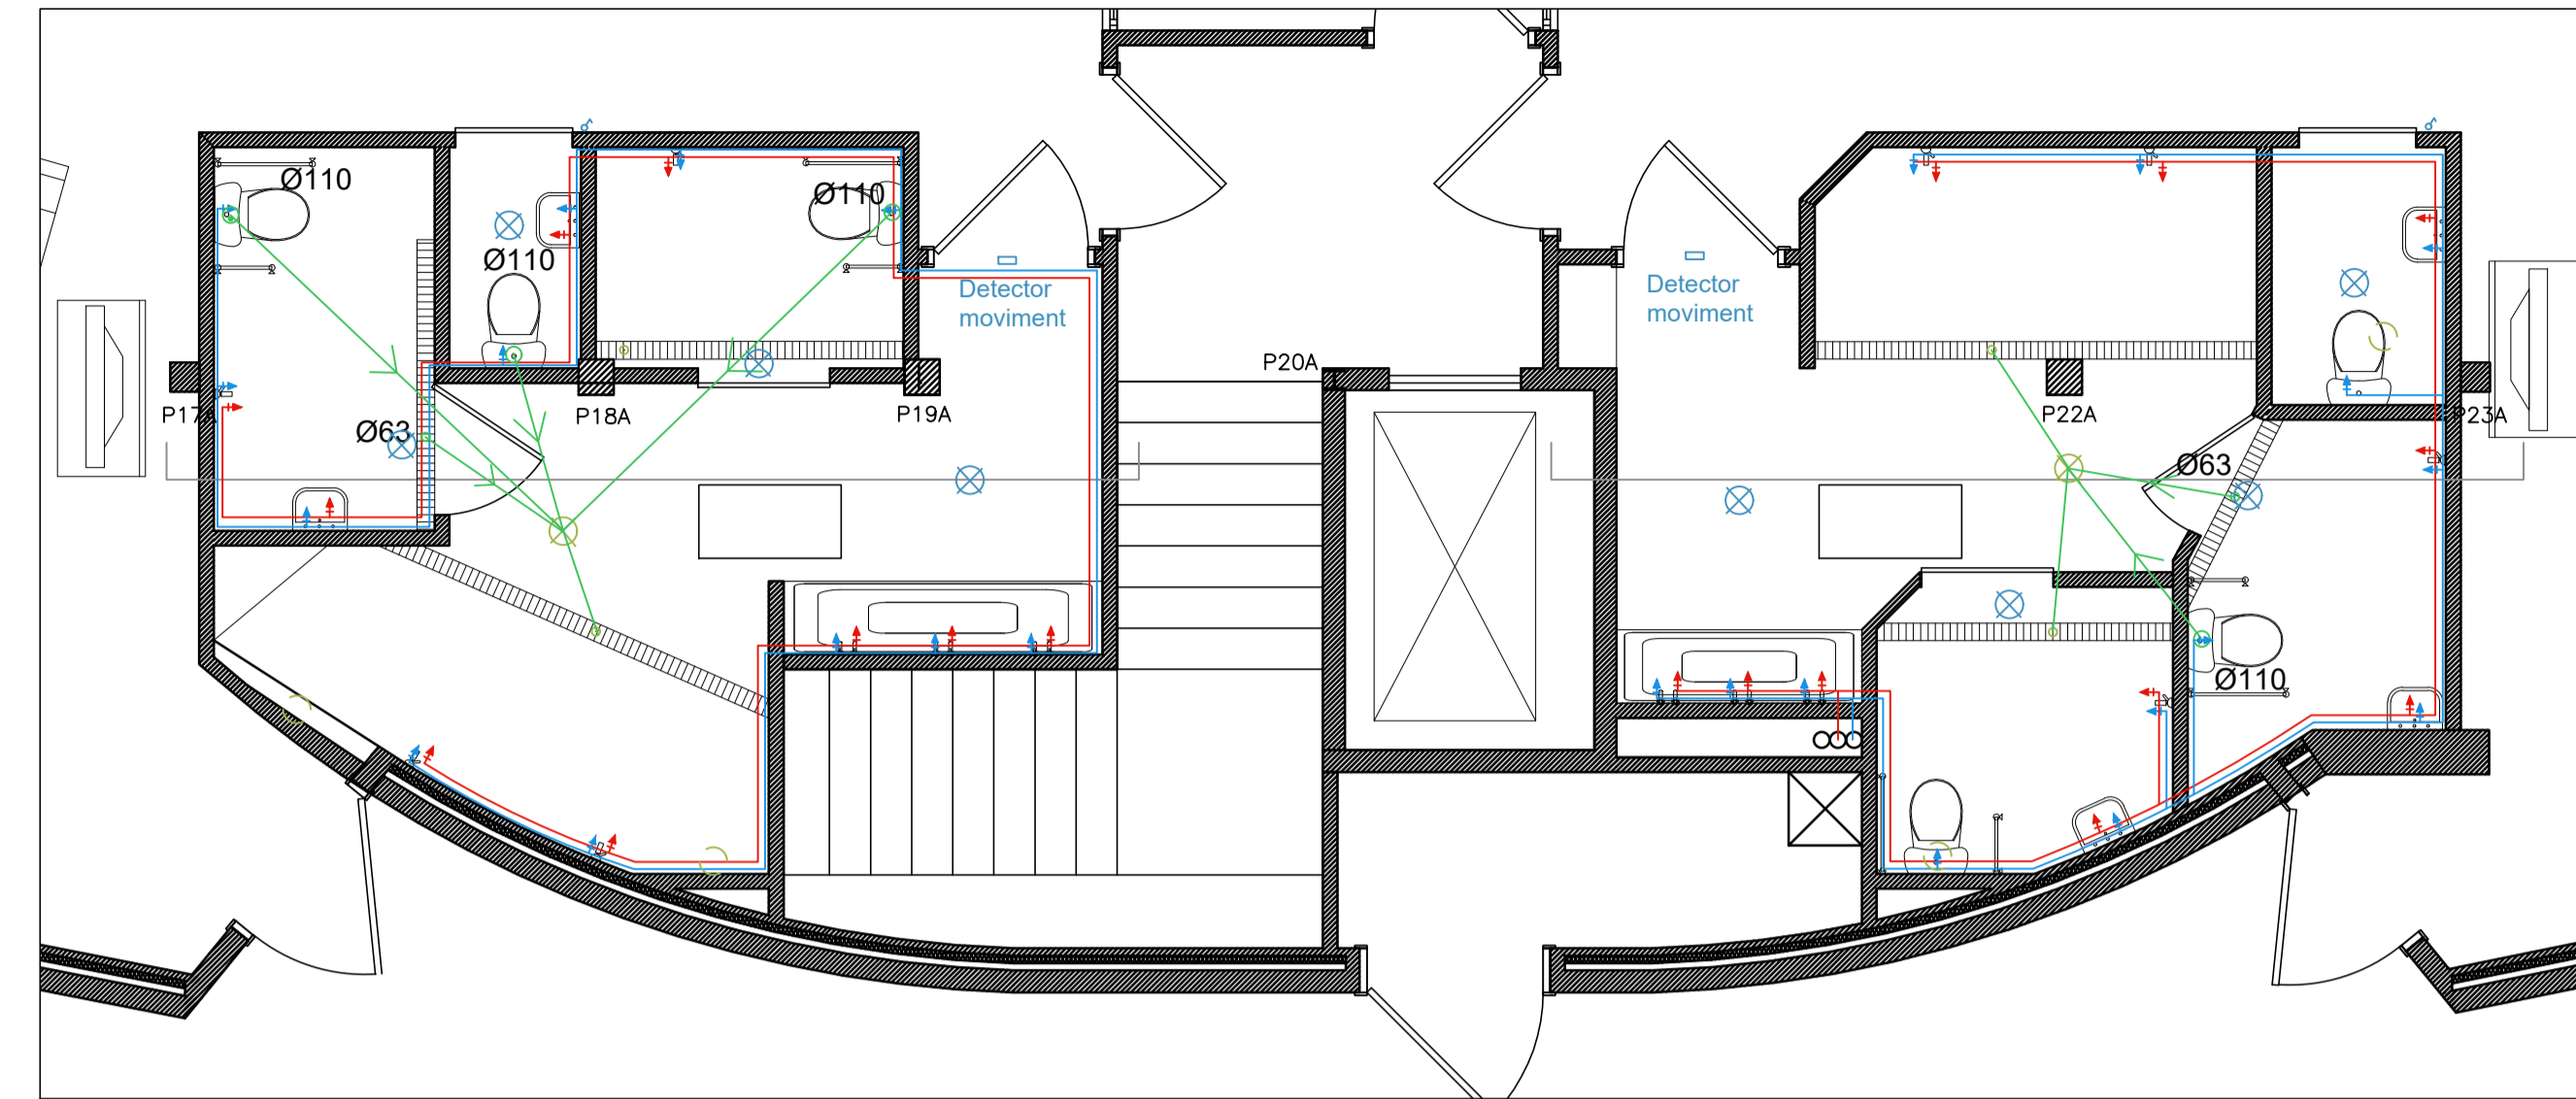 Ø110
Ø110
Ø110
Detector
moviment
Detector
moviment
P20A
P17A
P18A
P19A
P22A
P23A
Ø63
Ø63
Ø110